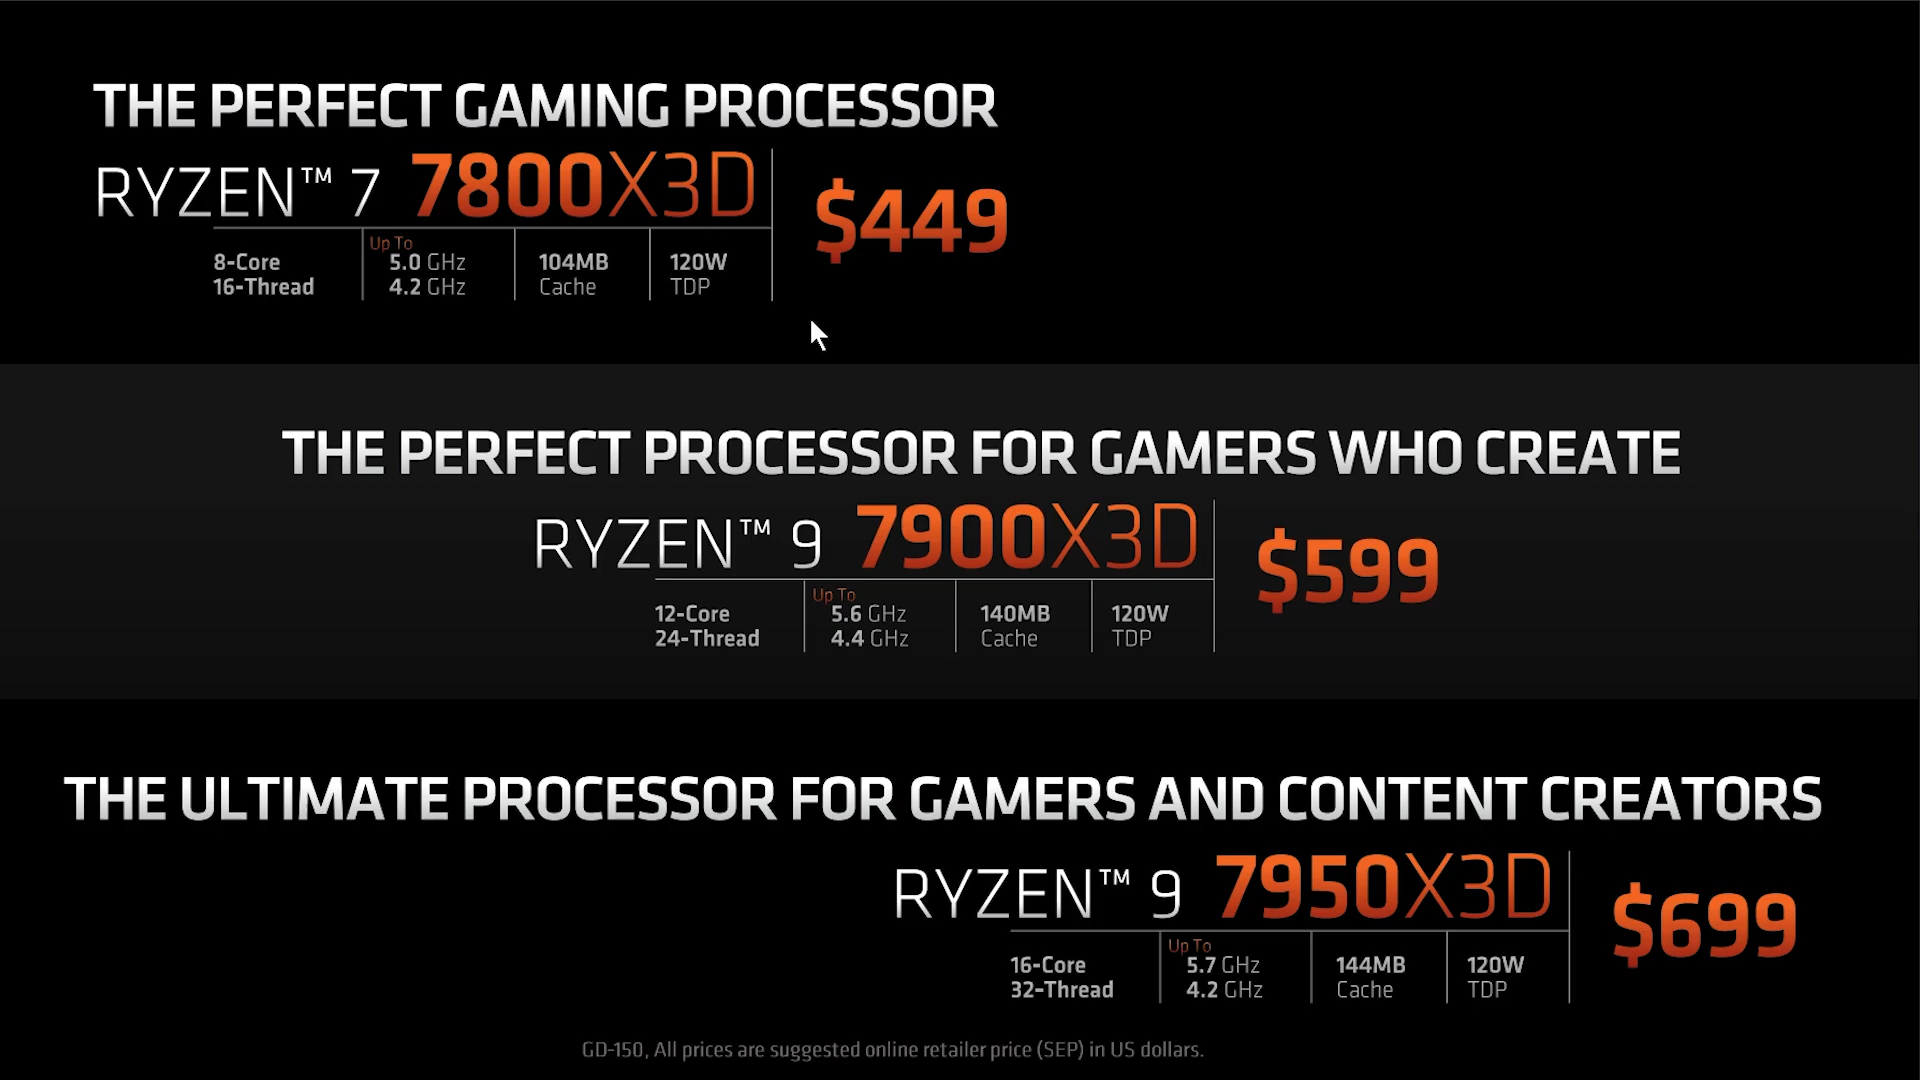 THE PERFECT GAMING PROCESSOR
RYZEN™ 7 7800X3D
$449
8-Core
16-Thread
Up To
5.0 GHz
4.2 GHz
104MB
Cache
120W
TDP
THE PERFECT PROCESSOR FOR GAMERS WHO CREATE
RYZEN™ 9 7900X3D
$599
12-Core
24-Thread
Up To
5.6 GHz
4.4 GHz
140MB
Cache
120W
TDP
THE ULTIMATE PROCESSOR FOR GAMERS AND CONTENT CREATORS
RYZEN™ 9 7950X3D
$699
16-Core
32-Thread
Up To
5.7 GHz
4.2 GHz
144MB
Cache
120W
TDP
GD-150, All prices are suggested online retailer price (SEP) in US dollars.